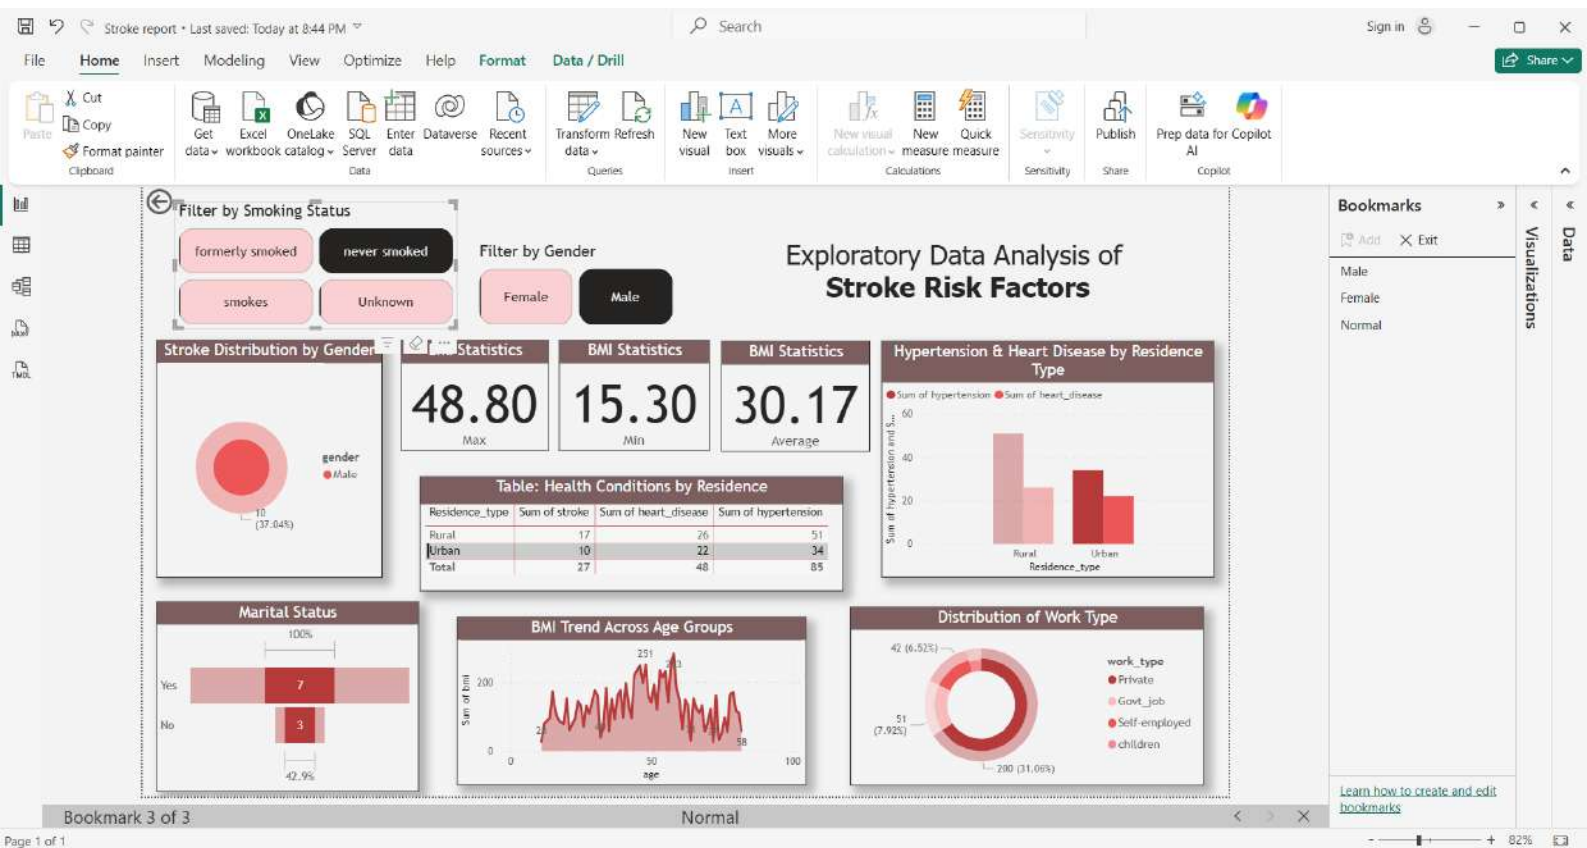 Stroke report • Last saved: Today at 8:44 PM
Search
Sign in
File Home Insert Modeling View Optimize Help Format Data / Drill
Share
Paste
Cut
Copy
Format painter
Clipboard
Get data
Excel workbook
OneLake catalog
SQL Server
Enter data
Dataverse
Recent sources
Data
Transform data
Refresh
Queries
New visual
Text box
More visuals
Insert
New visual calculation
New measure
Quick measure
Calculations
Sensitivity
Sensitivity
Publish
Share
Prep data for AI
Copilot
Copilot
Filter by Smoking Status
formerly smoked
never smoked
smokes
Unknown
Filter by Gender
Female
Male
Exploratory Data Analysis of
Stroke Risk Factors
Stroke Distribution by Gender
gender
Male
10
(37.04%)
Statistics
48.80
Max
BMI Statistics
15.30
Min
BMI Statistics
30.17
Average
Hypertension & Heart Disease by Residence
Type
Sum of hypertension Sum of heart_disease
Sum of hypertension and S...
60
40
20
0
Rural Urban
Residence_type
Table: Health Conditions by Residence
Residence_type Sum of stroke Sum of heart_disease Sum of hypertension
Rural 17 26 51
Urban 10 22 34
Total 27 48 85
Marital Status
100%
Yes 7
No 3
42.9%
BMI Trend Across Age Groups
Sum of bmi
200
0
251
58
0 50 100
age
Distribution of Work Type
42 (6.52%)
51
(7.92%)
200 (31.06%)
work_type
Private
Govt_job
Self-employed
children
Bookmarks
Add
Exit
Male
Female
Normal
Learn how to create and edit
bookmarks
Visualizations
Data
Bookmark 3 of 3
Normal
Page 1 of 1
82%